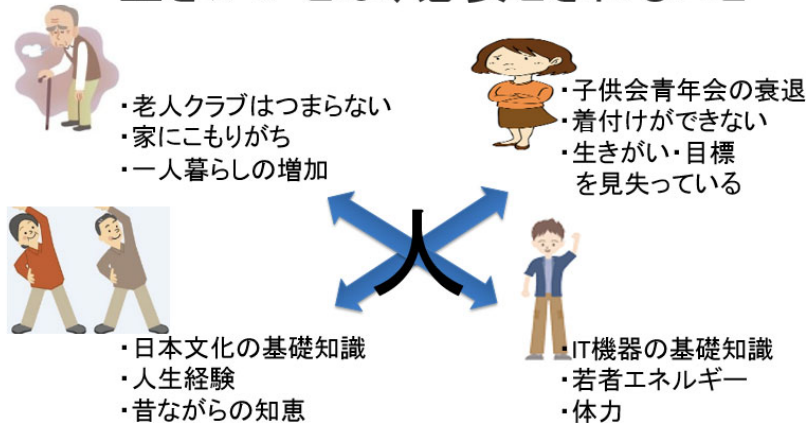 ・老人クラブはつまらない
・家にこもりがち
・一人暮らしの増加
・子供会青年会の衰退
・着付けができない
・生きがい・目標
を見失っている
人
・日本文化の基礎知識
・人生経験
・昔ながらの知恵
・IT機器の基礎知識
・若者エネルギー
・体力